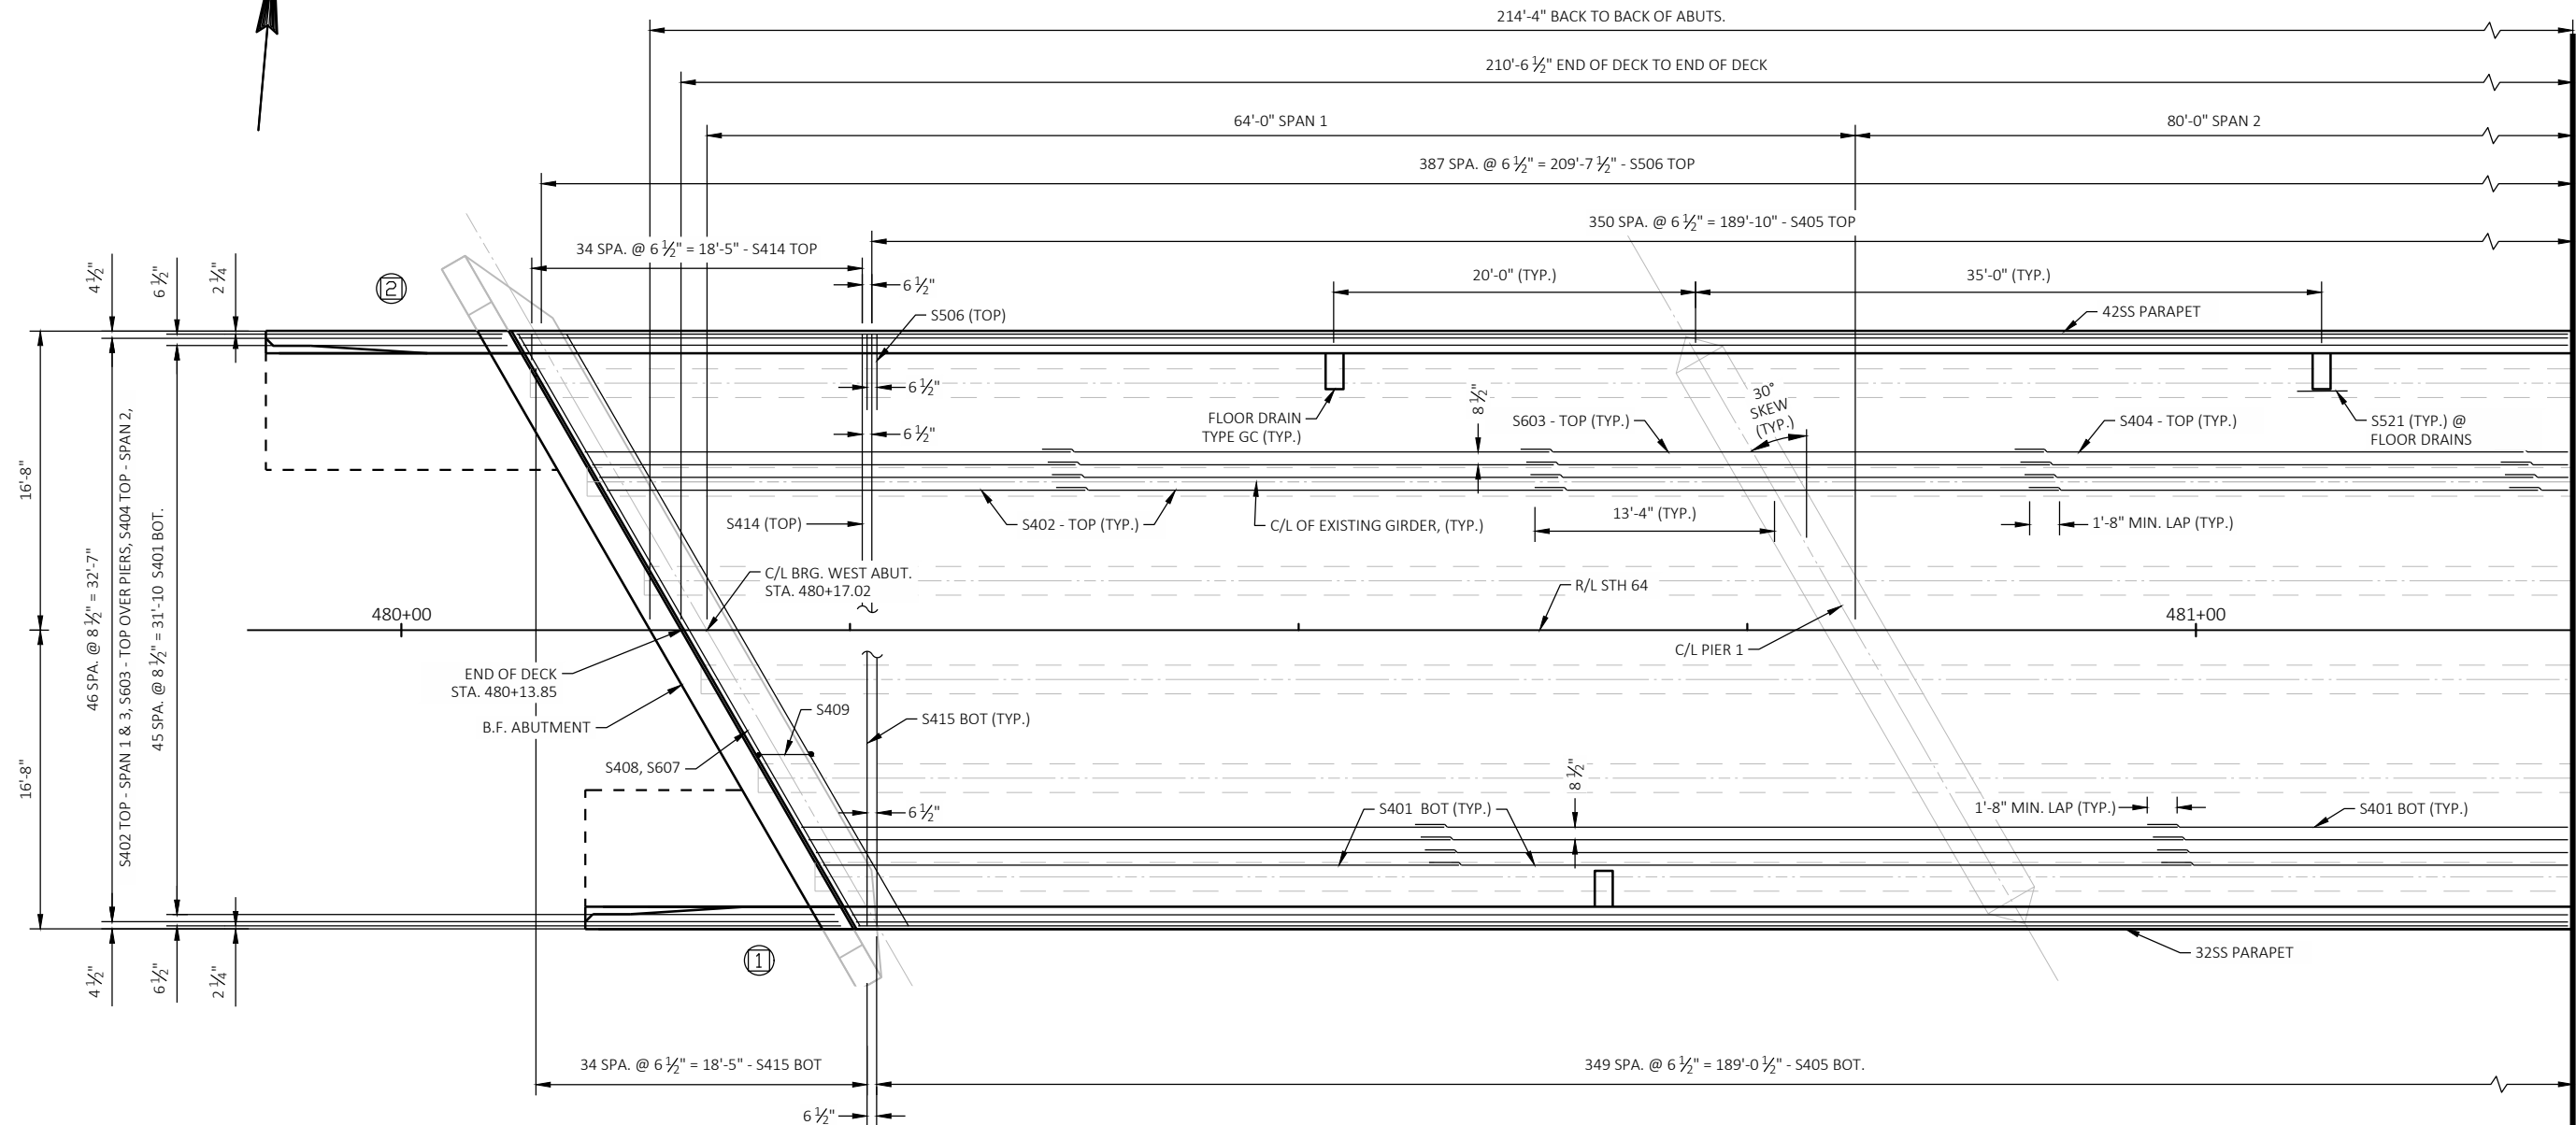 214'-4" BACK TO BACK OF ABUTS.
210'-6 1/2" END OF DECK TO END OF DECK
64'-0" SPAN 1
80'-0" SPAN 2
387 SPA. @ 6 1/2" = 209'-7 1/2" - S506 TOP
350 SPA. @ 6 1/2" = 189'-10" - S405 TOP
34 SPA. @ 6 1/2" = 18'-5" - S414 TOP
4 1/2"
6 1/2"
2 1/4"
2
6 1/2"
20'-0" (TYP.)
35'-0" (TYP.)
S506 (TOP)
42SS PARAPET
6 1/2"
FLOOR DRAIN
TYPE GC (TYP.)
8 1/2"
S603 - TOP (TYP.)
30°
SKEW
(TYP.)
S404 - TOP (TYP.)
S521 (TYP.) @
FLOOR DRAINS
6 1/2"
16'-8"
S414 (TOP)
S402 - TOP (TYP.)
C/L OF EXISTING GIRDER, (TYP.)
13'-4" (TYP.)
1'-8" MIN. LAP (TYP.)
46 SPA. @ 8 1/2" = 32'-7"
S402 TOP - SPAN 1 & 3, S603 - TOP OVER PIERS, S404 TOP - SPAN 2,
45 SPA. @ 8 1/2" = 31'-10 S401 BOT.
C/L BRG. WEST ABUT.
STA. 480+17.02
R/L STH 64
480+00
481+00
C/L PIER 1
END OF DECK
STA. 480+13.85
B.F. ABUTMENT
S409
S415 BOT (TYP.)
S408, S607
16'-8"
6 1/2"
S401 BOT (TYP.)
8 1/2"
1'-8" MIN. LAP (TYP.)
S401 BOT (TYP.)
4 1/2"
6 1/2"
2 1/4"
1
32SS PARAPET
34 SPA. @ 6 1/2" = 18'-5" - S415 BOT
349 SPA. @ 6 1/2" = 189'-0 1/2" - S405 BOT.
6 1/2"